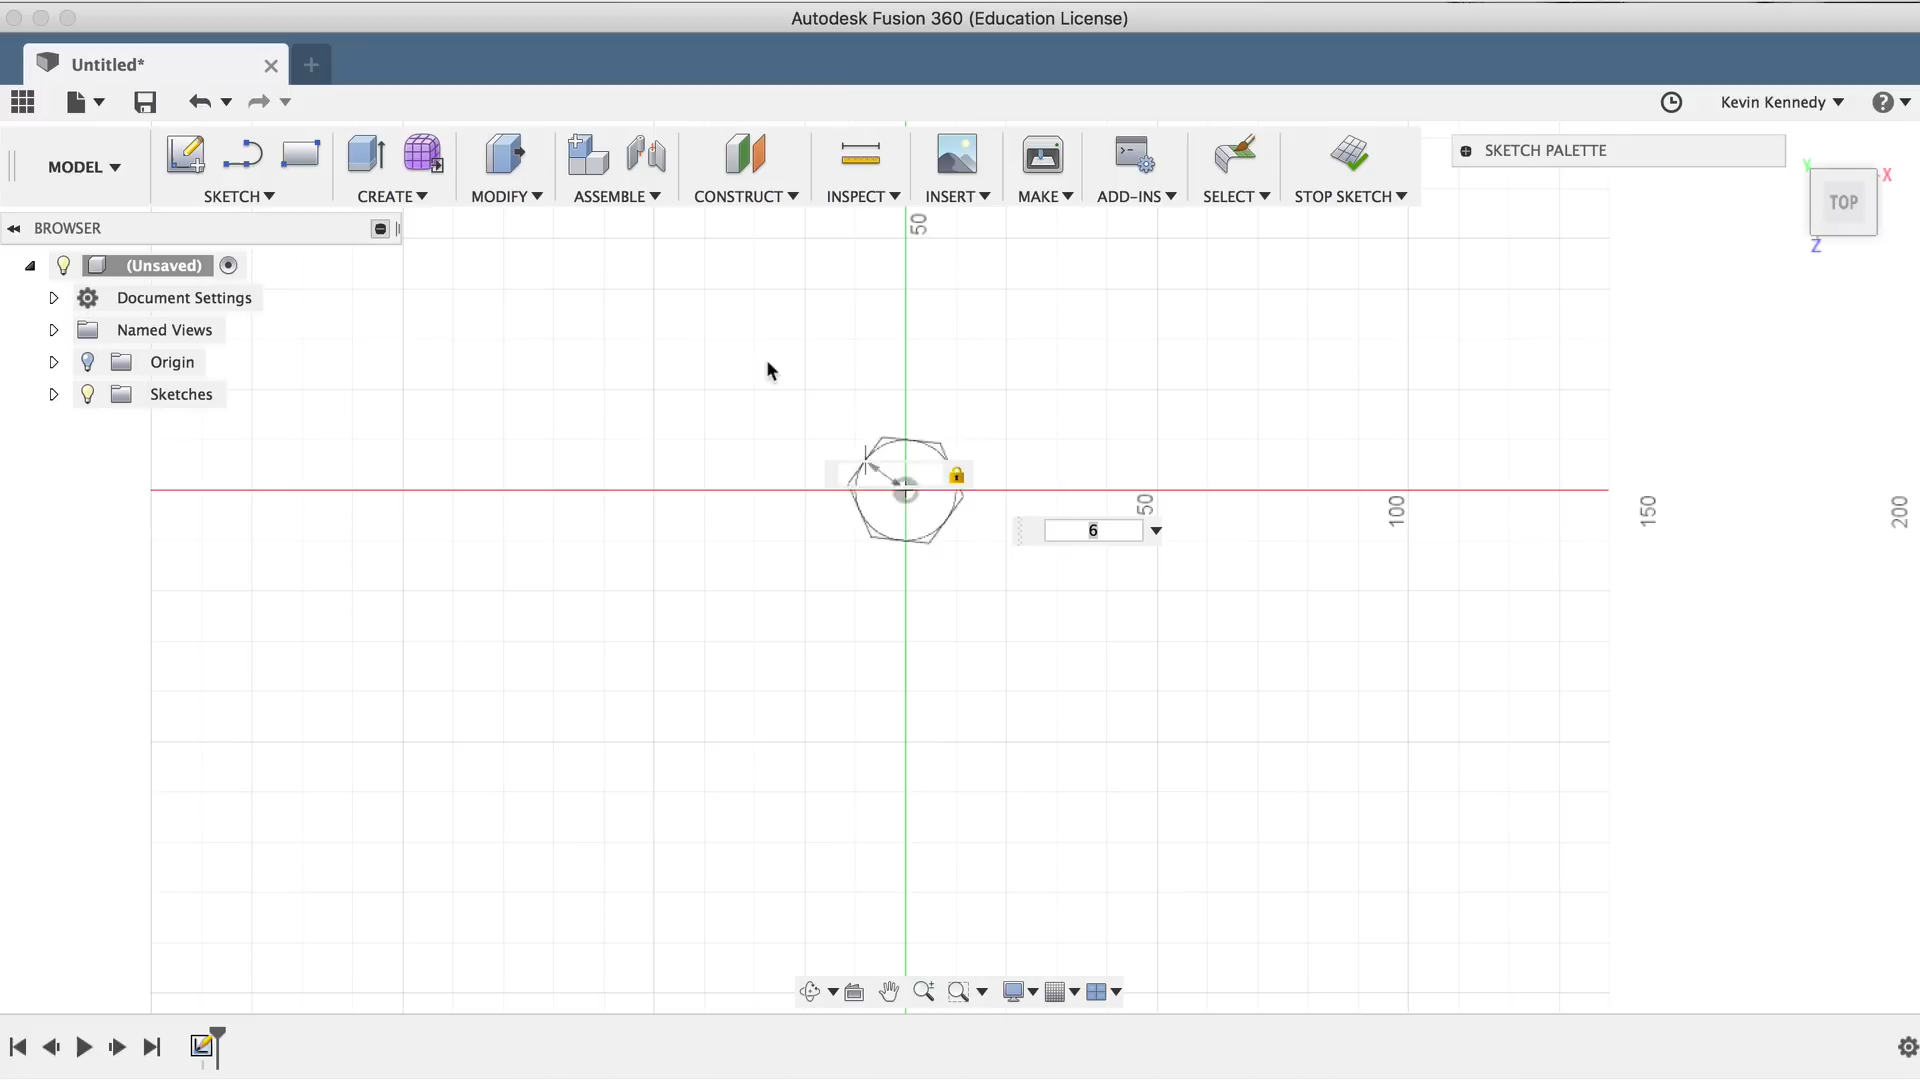 Autodesk Fusion 360 (Education License)
Untitled*
Kevin Kennedy
MODEL
SKETCH
CREATE
MODIFY
ASSEMBLE
CONSTRUCT
INSPECT
INSERT
MAKE
ADD-INS
SELECT
STOP SKETCH
SKETCH PALETTE
Y
X
TOP
Z
BROWSER
(Unsaved)
Document Settings
Named Views
Origin
Sketches
50
50
100
150
200
6